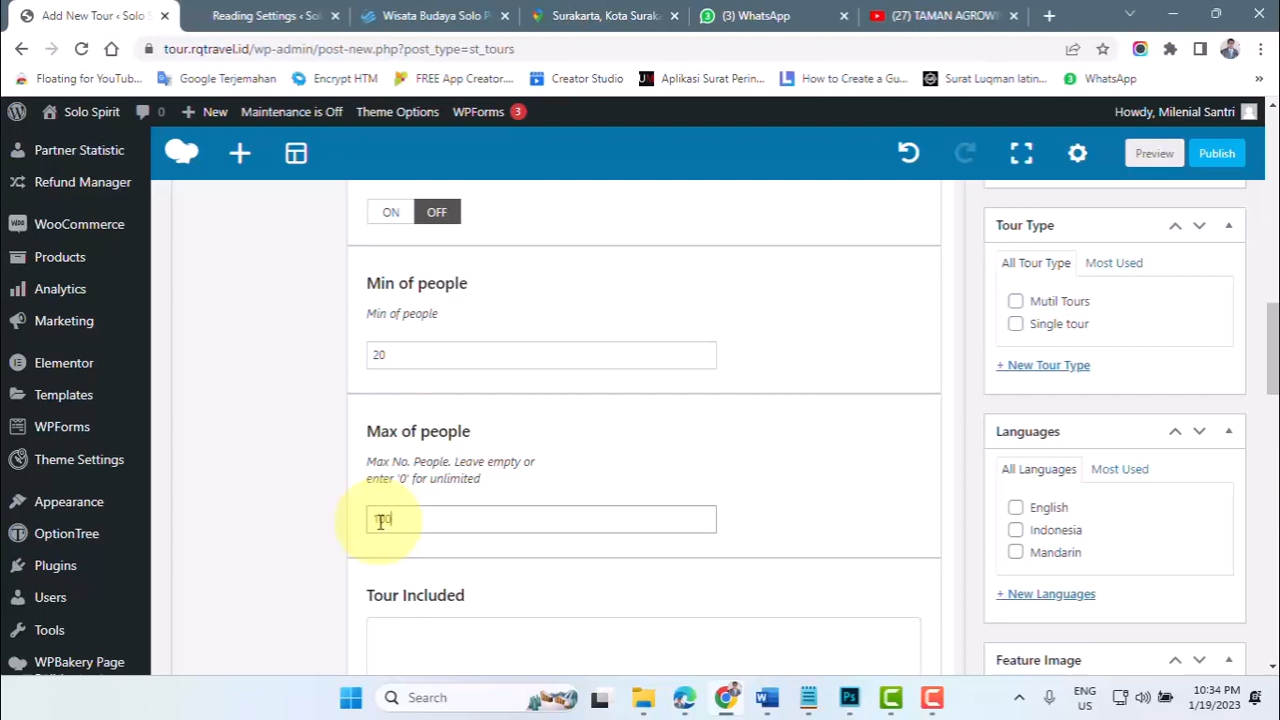 Add New Tour ‹ Solo S
Reading Settings ‹ Sol
Wisata Budaya Solo P
Surakarta, Kota Suraka
(3) WhatsApp
(27) TAMAN AGROWI
tour.rqtravel.id/wp-admin/post-new.php?post_type=st_tours
Floating for YouTub...
Google Terjemahan
Encrypt HTM
FREE App Creator....
Creator Studio
Aplikasi Surat Perin...
How to Create a Gu...
Surat Luqman latin...
WhatsApp
»
Solo Spirit
0
New
Maintenance is Off
Theme Options
WPForms 3
Howdy, Milenial Santri
Partner Statistic
Refund Manager
WooCommerce
Products
Analytics
Marketing
Elementor
Templates
WPForms
Theme Settings
Appearance
OptionTree
Plugins
Users
Tools
WPBakery Page
Preview
Publish
ON
OFF
Min of people
Min of people
20
Max of people
Max No. People. Leave empty or
enter '0' for unlimited
100
Tour Included
Tour Type
All Tour Type
Most Used
Mutil Tours
Single tour
+ New Tour Type
Languages
All Languages
Most Used
English
Indonesia
Mandarin
+ New Languages
Feature Image
Search
ENG
US
10:34 PM
1/19/2023